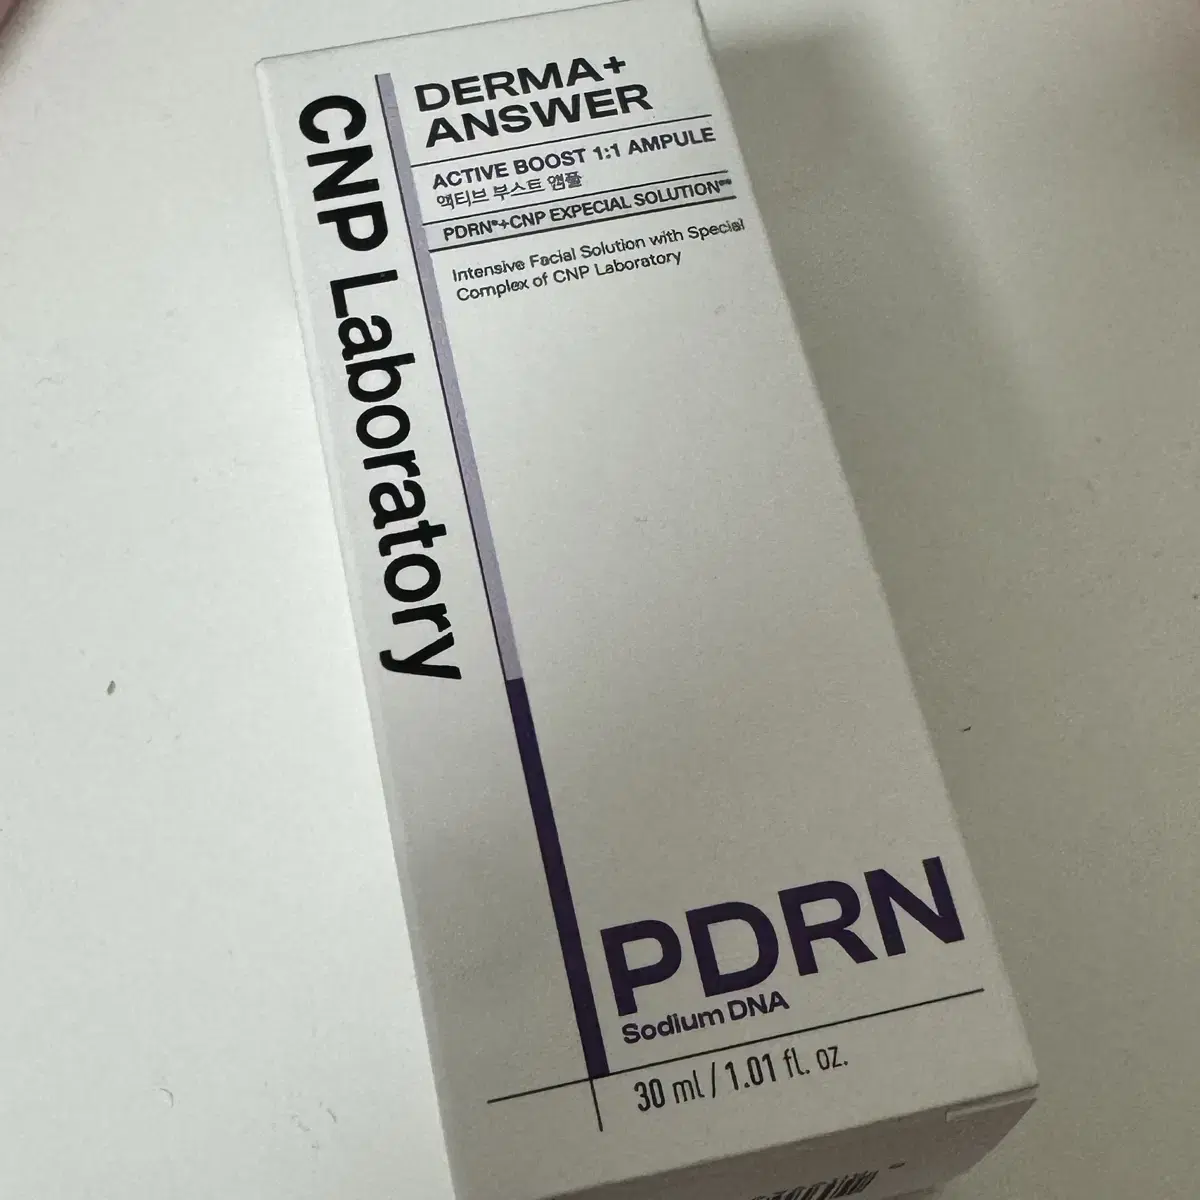 CNP Laboratory
DERMA+
ANSWER
ACTIVE BOOST 1:1 AMPULE
액티브 부스트 앰플
PDRN*+CNP EXPECIAL SOLUTION
Intensive Facial Solution with Special
Complex of CNP Laboratory
PDRN
Sodium DNA
30 ml / 1.01 fl. oz.